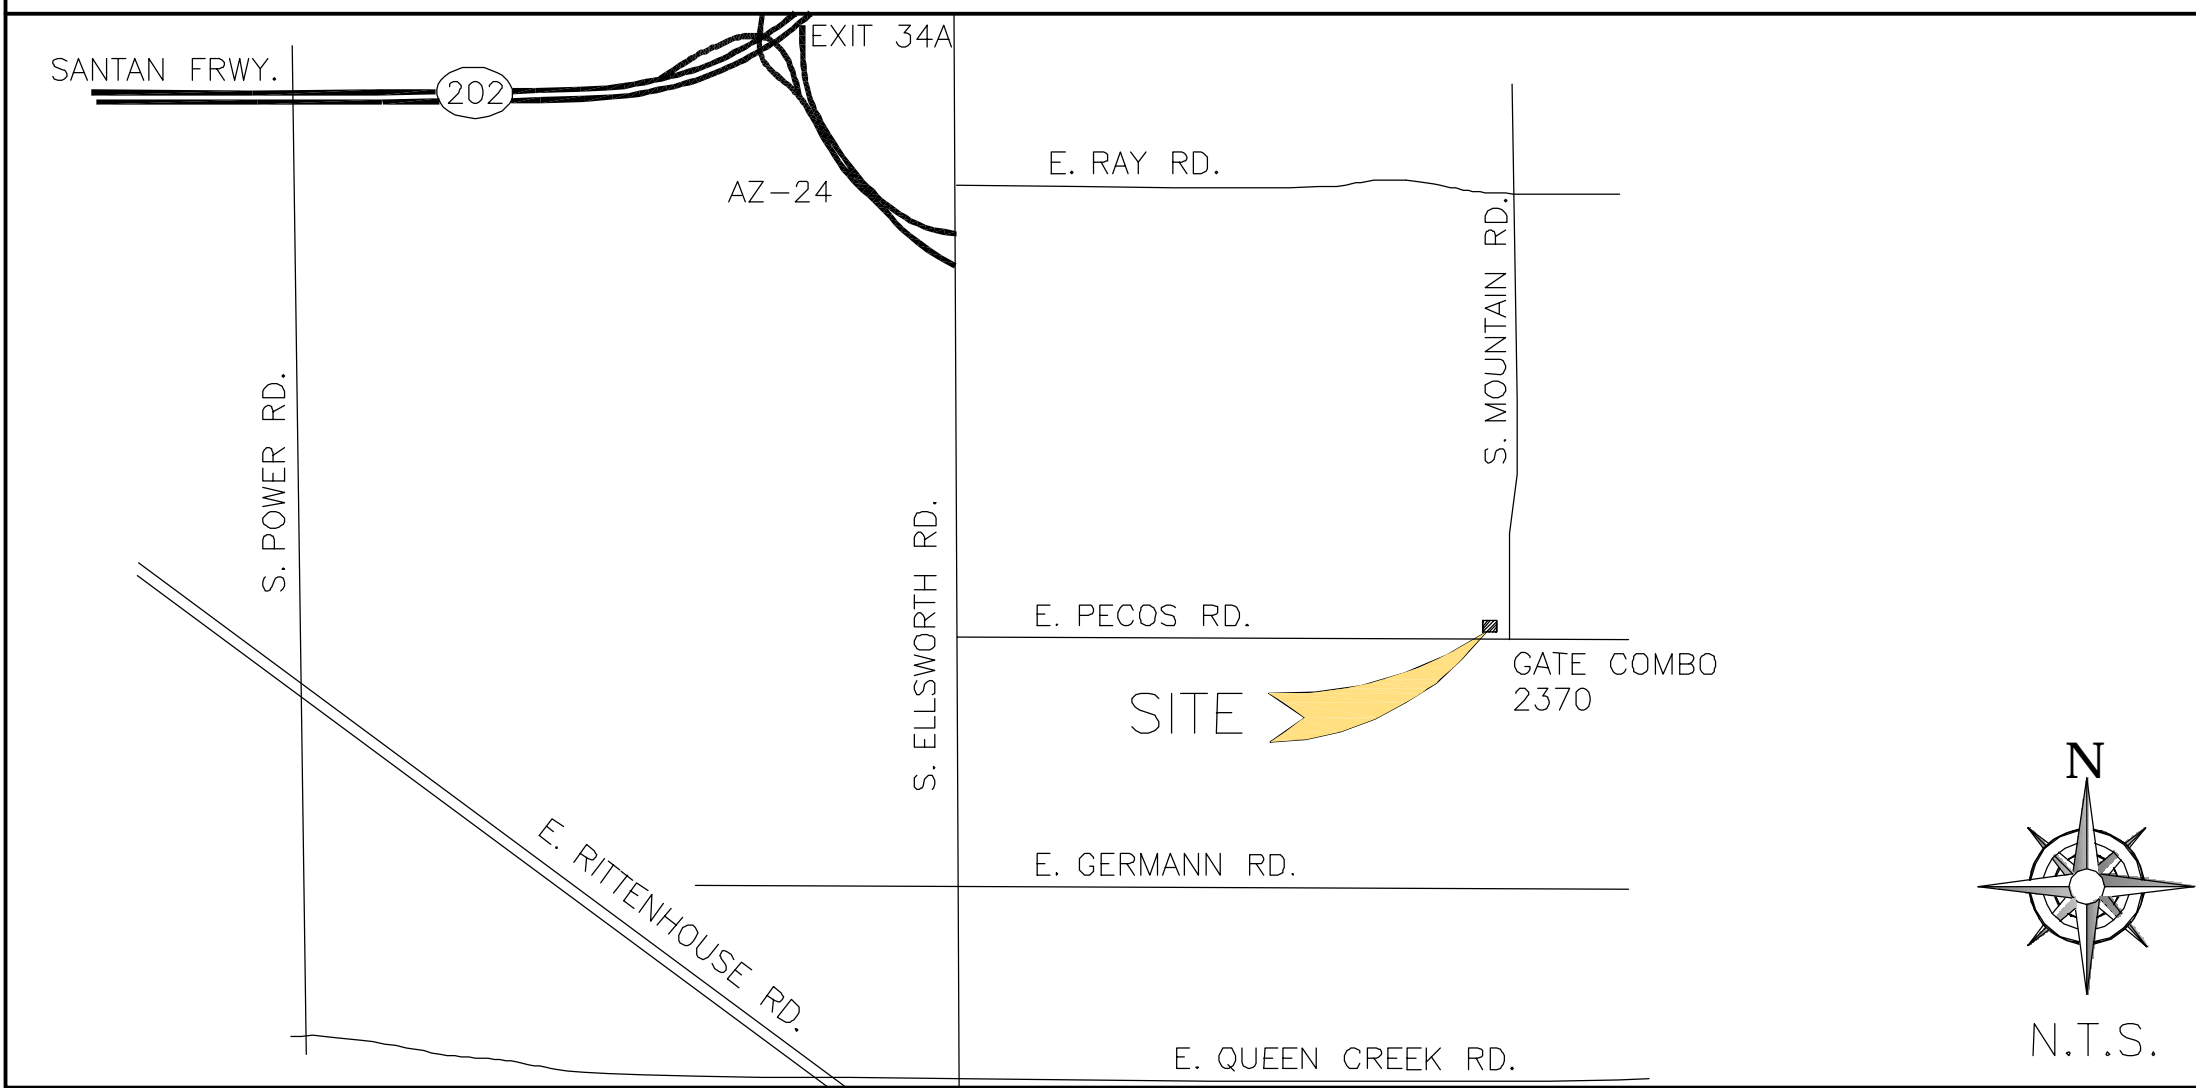 EXIT 34A
SANTAN FRWY.
202
E. RAY RD.
AZ-24
S. MOUNTAIN RD.
S. POWER RD.
S. ELLSWORTH RD.
E. PECOS RD.
GATE COMBO
2370
SITE
N
E. RITTENHOUSE RD.
E. GERMANN RD.
N.T.S.
E. QUEEN CREEK RD.